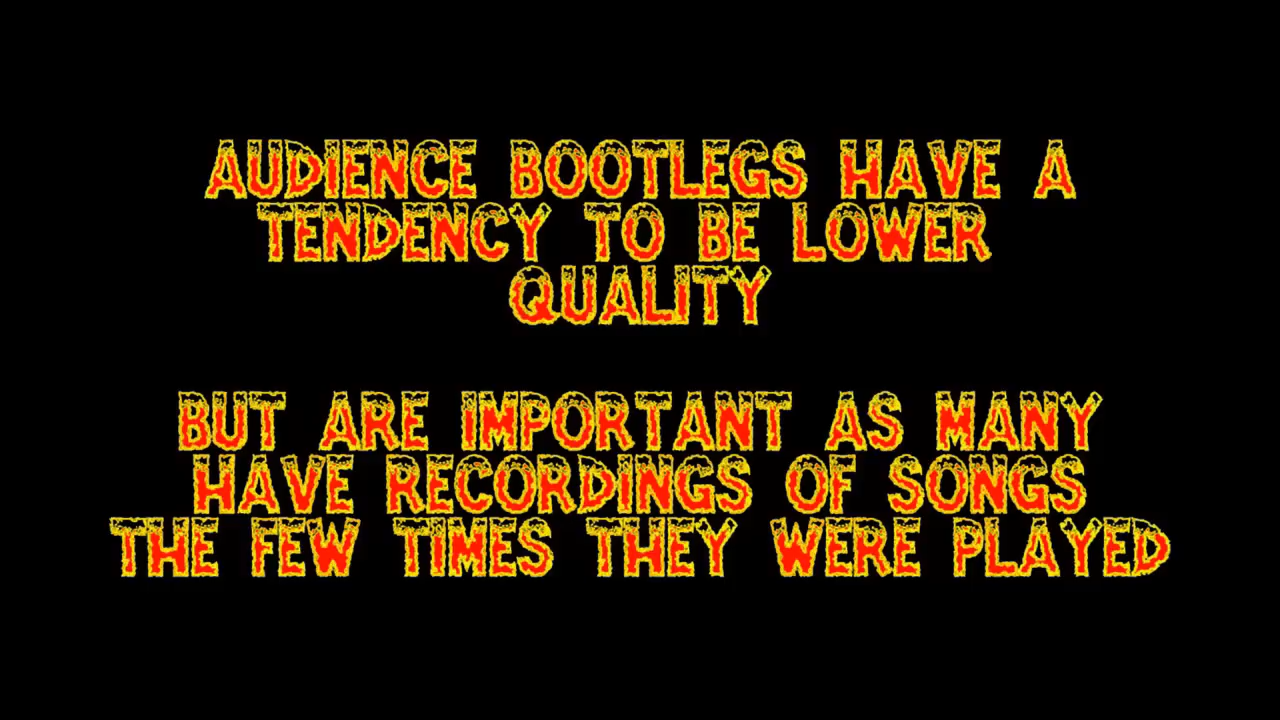 AUDIENCE BOOTLEGS HAVE A
TENDENCY TO BE LOWER
QUALITY
BUT ARE IMPORTANT AS MANY
HAVE RECORDINGS OF SONGS
THE FEW TIMES THEY WERE PLAYED